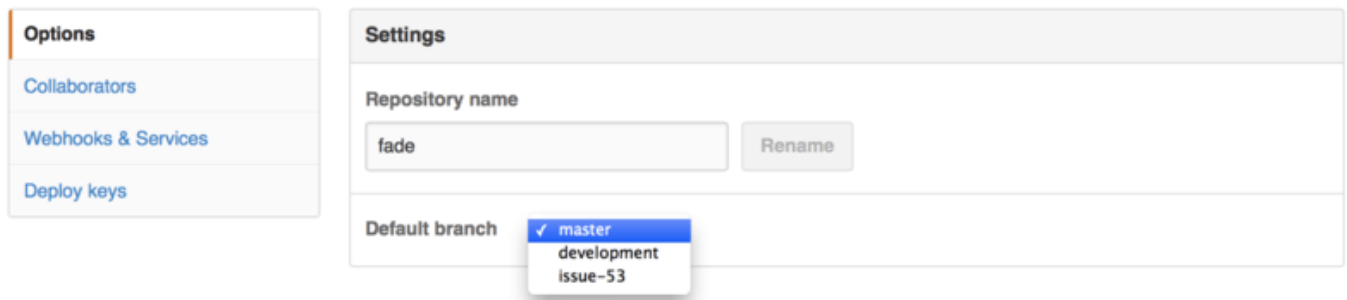 Options
Collaborators
Webhooks & Services
Deploy keys
Settings
Repository name
fade
Rename
Default branch
✓ master
development
issue-53